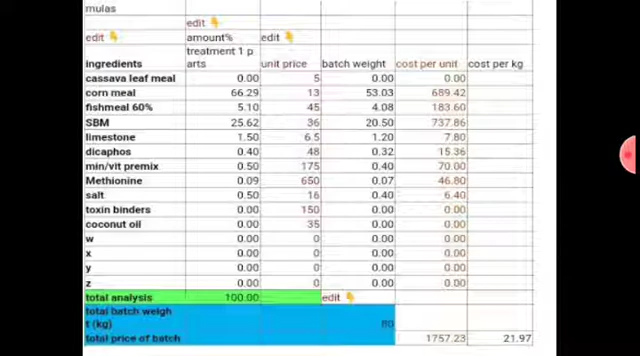 mulas
edit 👇
edit 👇 amount% edit 👇
treatment 1 p
ingredients arts unit price batch weight cost per unit cost per kg
cassava leaf meal 0.00 5 0.00 0.00
corn meal 66.29 13 53.03 689.42
fishmeal 60% 5.10 45 4.08 183.60
SBM 25.62 36 20.50 737.86
limestone 1.50 6.5 1.20 7.80
dicaphos 0.40 48 0.32 15.36
min/vit premix 0.50 175 0.40 70.00
Methionine 0.09 650 0.07 46.80
salt 0.50 16 0.40 6.40
toxin binders 0.00 150 0.00 0.00
coconut oil 0.00 35 0.00 0.00
w 0.00 0 0.00 0.00
x 0.00 0 0.00 0.00
y 0.00 0 0.00 0.00
z 0.00 0 0.00 0.00
total analysis 100.00 edit 👇
total batch weigh
t (kg) 80
total price of batch 1757.23 21.97